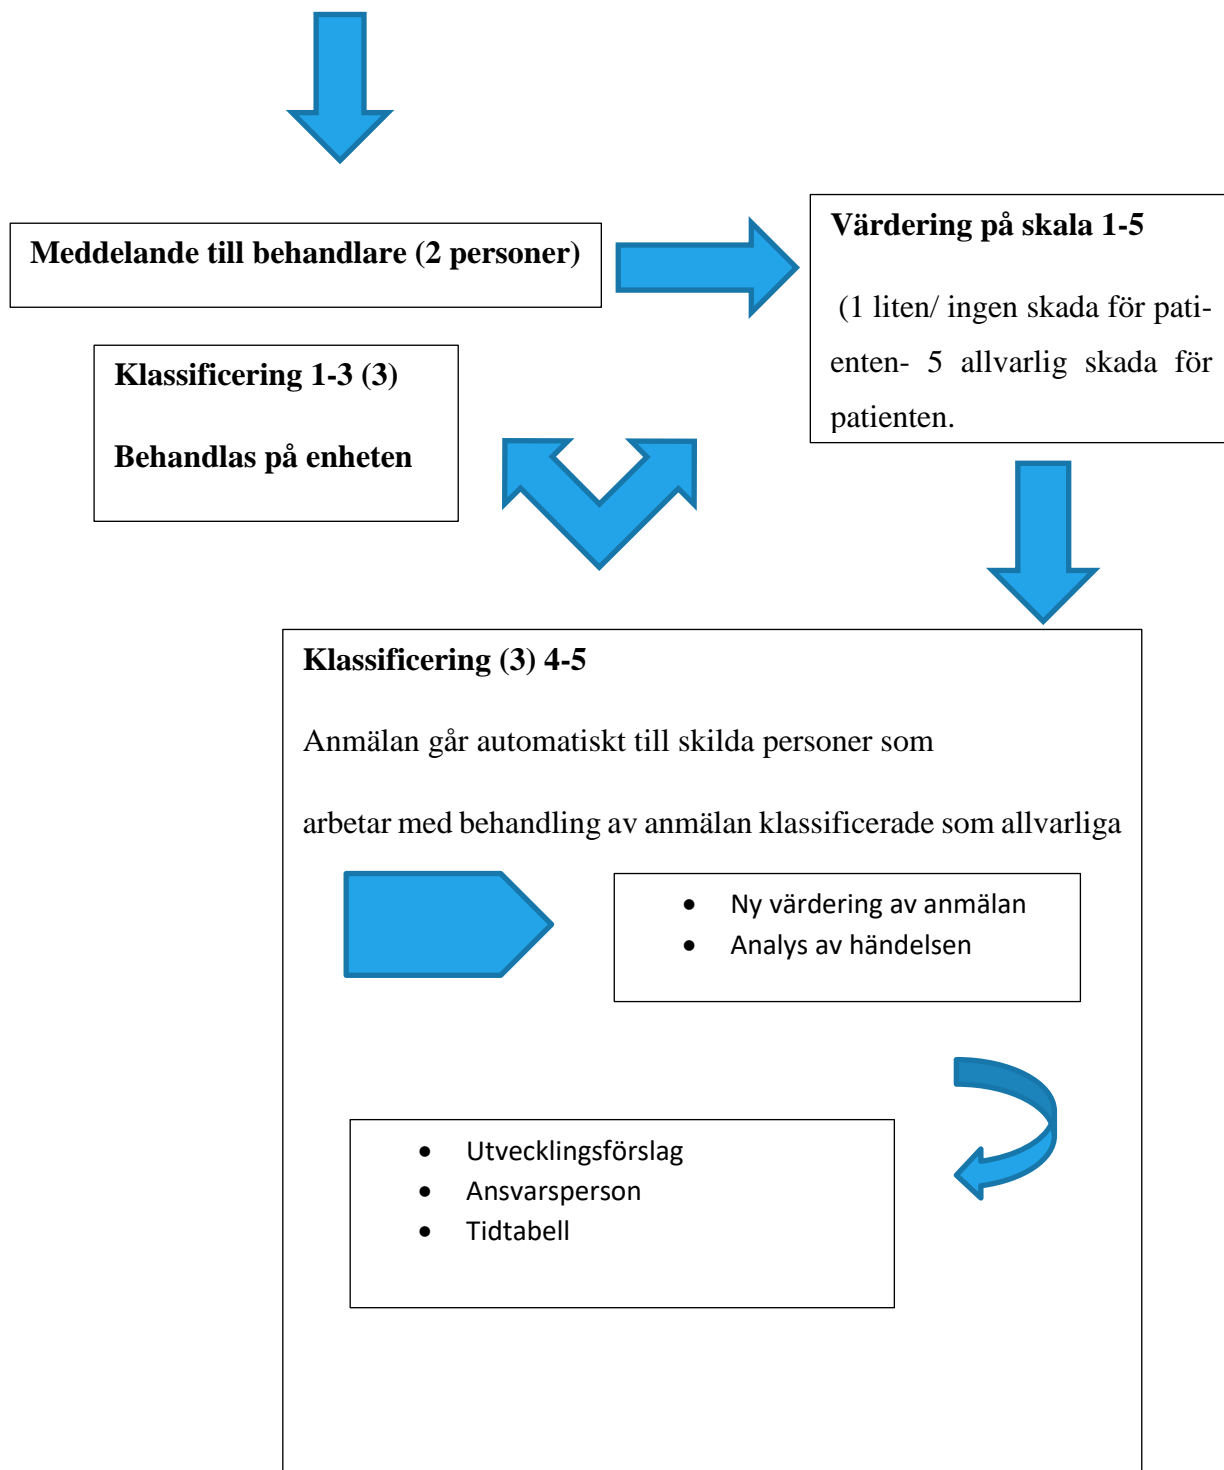 Meddelande till behandlare (2 personer)
Värdering på skala 1-5
(1 liten/ ingen skada för pati-
enten- 5 allvarlig skada för
patienten.
Klassificering 1-3 (3)
Behandlas på enheten
Klassificering (3) 4-5
Anmälan går automatiskt till skilda personer som
arbetar med behandling av anmälan klassificerade som allvarliga
• Ny värdering av anmälan
• Analys av händelsen
• Utvecklingsförslag
• Ansvarsperson
• Tidtabell